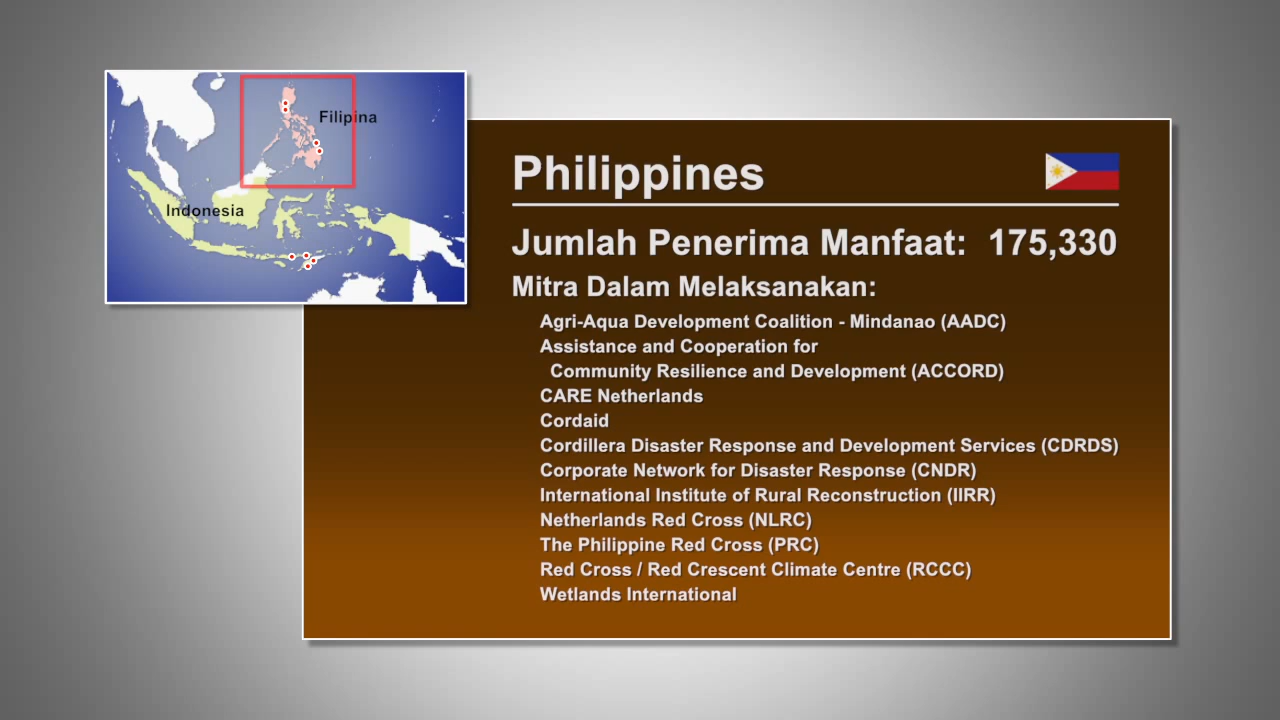 Filipina
Indonesia
Philippines
Jumlah Penerima Manfaat: 175,330
Mitra Dalam Melaksanakan:
Agri-Aqua Development Coalition - Mindanao (AADC)
Assistance and Cooperation for
Community Resilience and Development (ACCORD)
CARE Netherlands
Cordaid
Cordillera Disaster Response and Development Services (CDRDS)
Corporate Network for Disaster Response (CNDR)
International Institute of Rural Reconstruction (IIRR)
Netherlands Red Cross (NLRC)
The Philippine Red Cross (PRC)
Red Cross / Red Crescent Climate Centre (RCCC)
Wetlands International